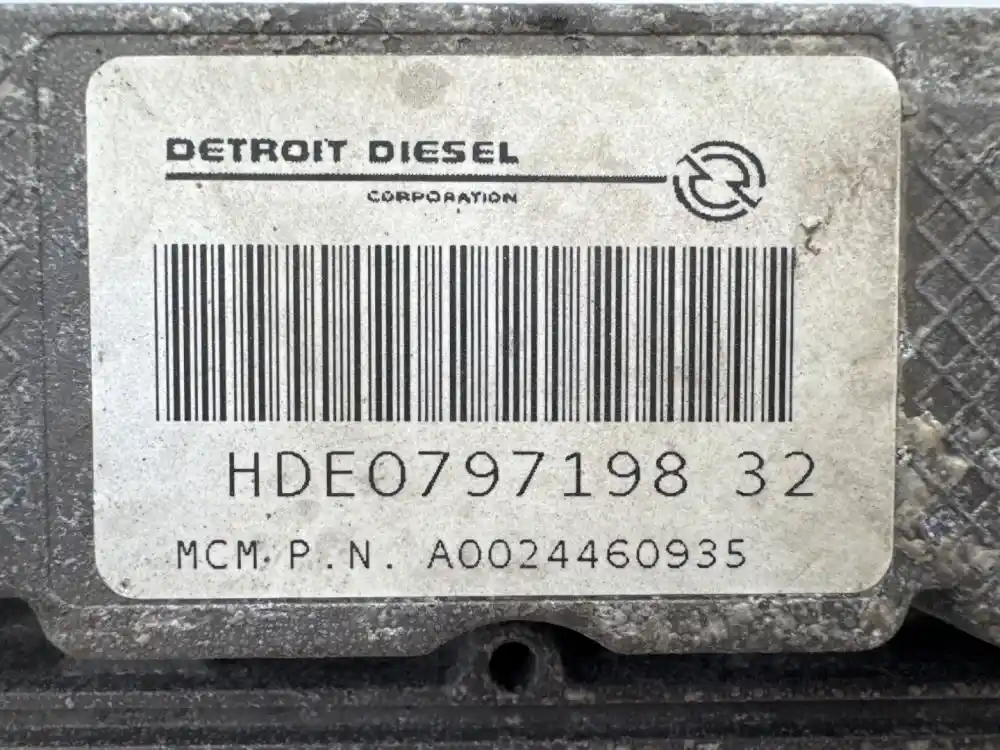 DETROIT DIESEL
CORPORATION
HDE0797198 32
MCM.P.N. A0024460935